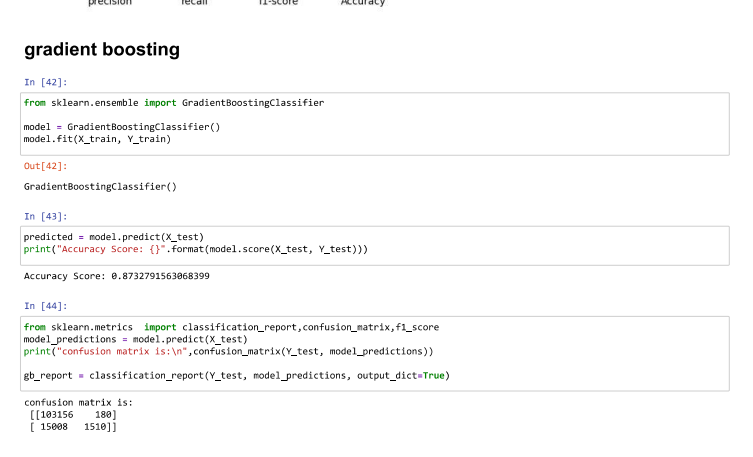 precision recall f1-score Accuracy
gradient boosting
In [42]:
from sklearn.ensemble import GradientBoostingClassifier
model = GradientBoostingClassifier()
model.fit(X_train, Y_train)
Out[42]:
GradientBoostingClassifier()
In [43]:
predicted = model.predict(X_test)
print("Accuracy Score: {}".format(model.score(X_test, Y_test)))
Accuracy Score: 0.8732791563068399
In [44]:
from sklearn.metrics  import classification_report,confusion_matrix,f1_score
model_predictions = model.predict(X_test)
print("confusion matrix is:\n",confusion_matrix(Y_test, model_predictions))
gb_report = classification_report(Y_test, model_predictions, output_dict=True)
confusion matrix is:
[[103156    180]
[ 15008   1510]]